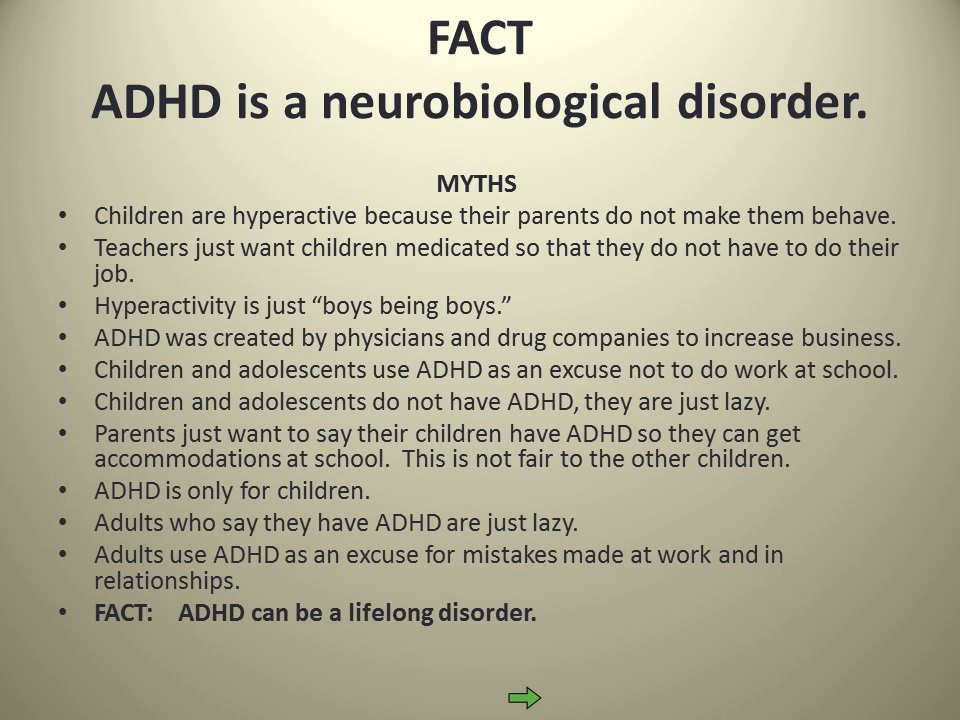 FACT
ADHD is a neurobiological disorder.
MYTHS
• Children are hyperactive because their parents do not make them behave.
• Teachers just want children medicated so that they do not have to do their
job.
• Hyperactivity is just “boys being boys.”
• ADHD was created by physicians and drug companies to increase business.
• Children and adolescents use ADHD as an excuse not to do work at school.
• Children and adolescents do not have ADHD, they are just lazy.
• Parents just want to say their children have ADHD so they can get
accommodations at school. This is not fair to the other children.
• ADHD is only for children.
• Adults who say they have ADHD are just lazy.
• Adults use ADHD as an excuse for mistakes made at work and in
relationships.
• FACT: ADHD can be a lifelong disorder.